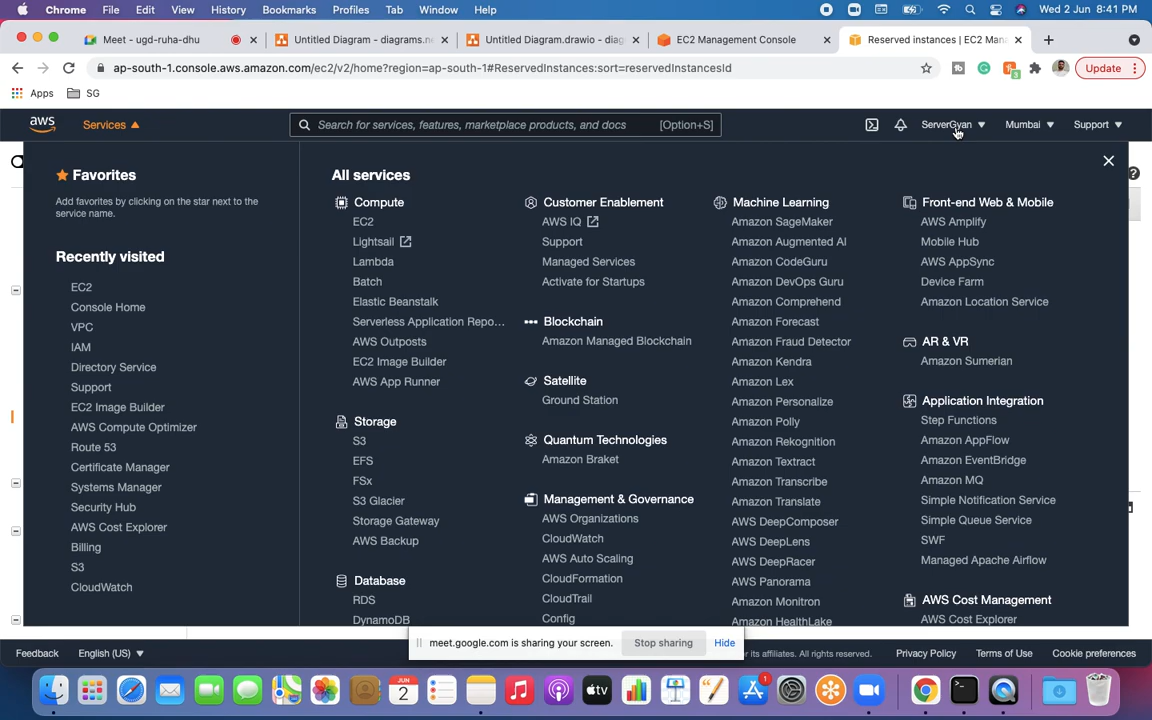 Chrome File Edit View History Bookmarks Profiles Tab Window Help Wed 2 Jun 8:41 PM
Meet - ugd-ruha-dhu
Untitled Diagram - diagrams.ne
Untitled Diagram.drawio - diag
EC2 Management Console
Reserved instances | EC2 Man
ap-south-1.console.aws.amazon.com/ec2/v2/home?region=ap-south-1#ReservedInstances:sort=reservedInstancesId
Update
Apps SG
aws Services Search for services, features, marketplace products, and docs [Option+S] ServerGyan Mumbai Support
Favorites
Add favorites by clicking on the star next to the
service name.
Recently visited
EC2
Console Home
VPC
IAM
Directory Service
Support
EC2 Image Builder
AWS Compute Optimizer
Route 53
Certificate Manager
Systems Manager
Security Hub
AWS Cost Explorer
Billing
S3
CloudWatch
All services
Compute
EC2
Lightsail
Lambda
Batch
Elastic Beanstalk
Serverless Application Repo...
AWS Outposts
EC2 Image Builder
AWS App Runner
Storage
S3
EFS
FSx
S3 Glacier
Storage Gateway
AWS Backup
Database
RDS
DynamoDB
Customer Enablement
AWS IQ
Support
Managed Services
Activate for Startups
Blockchain
Amazon Managed Blockchain
Satellite
Ground Station
Quantum Technologies
Amazon Braket
Management & Governance
AWS Organizations
CloudWatch
AWS Auto Scaling
CloudFormation
CloudTrail
Config
Machine Learning
Amazon SageMaker
Amazon Augmented AI
Amazon CodeGuru
Amazon DevOps Guru
Amazon Comprehend
Amazon Forecast
Amazon Fraud Detector
Amazon Kendra
Amazon Lex
Amazon Personalize
Amazon Polly
Amazon Rekognition
Amazon Textract
Amazon Transcribe
Amazon Translate
AWS DeepComposer
AWS DeepLens
AWS DeepRacer
AWS Panorama
Amazon Monitron
Amazon HealthLake
Front-end Web & Mobile
AWS Amplify
Mobile Hub
AWS AppSync
Device Farm
Amazon Location Service
AR & VR
Amazon Sumerian
Application Integration
Step Functions
Amazon AppFlow
Amazon EventBridge
Amazon MQ
Simple Notification Service
Simple Queue Service
SWF
Managed Apache Airflow
AWS Cost Management
AWS Cost Explorer
meet.google.com is sharing your screen. Stop sharing Hide
Feedback English (US) its affiliates. All rights reserved. Privacy Policy Terms of Use Cookie preferences
JUN
2
1